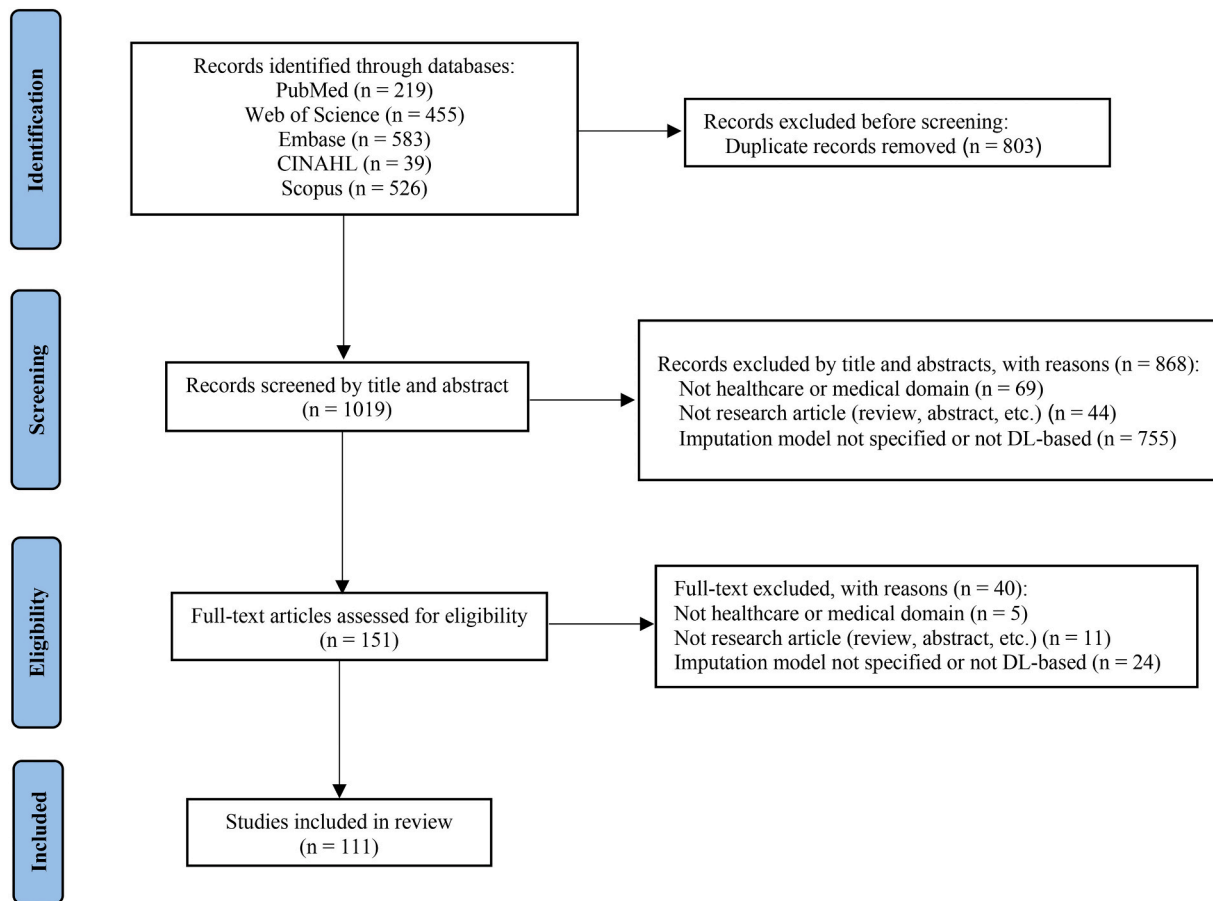 Identification
Records identified through databases:
PubMed (n = 219)
Web of Science (n = 455)
Embase (n = 583)
CINAHL (n = 39)
Scopus (n = 526)
Records excluded before screening:
Duplicate records removed (n = 803)
Screening
Records screened by title and abstract
(n = 1019)
Records excluded by title and abstracts, with reasons (n = 868):
Not healthcare or medical domain (n = 69)
Not research article (review, abstract, etc.) (n = 44)
Imputation model not specified or not DL-based (n = 755)
Eligibility
Full-text articles assessed for eligibility
(n = 151)
Full-text excluded, with reasons (n = 40):
Not healthcare or medical domain (n = 5)
Not research article (review, abstract, etc.) (n = 11)
Imputation model not specified or not DL-based (n = 24)
Included
Studies included in review
(n = 111)